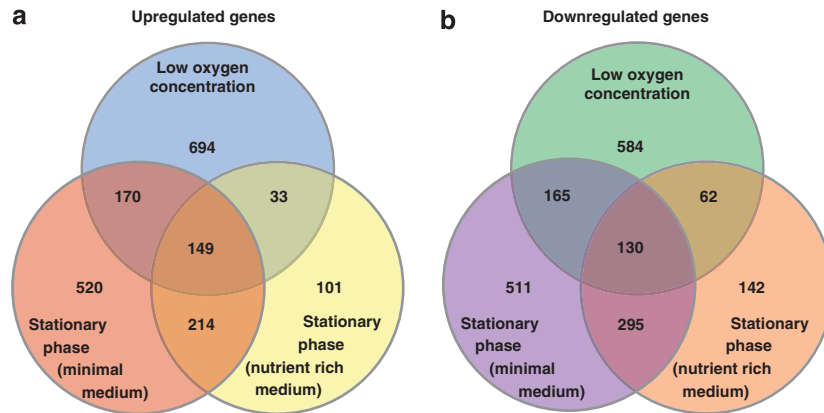 a
Upregulated genes
Low oxygen
concentration
694
170
33
149
520
101
214
Stationary
phase
(minimal
medium)
Stationary
phase
(nutrient rich
medium)
b
Downregulated genes
Low oxygen
concentration
584
165
62
130
511
142
295
Stationary
phase
(minimal
medium)
Stationary
phase
(nutrient rich
medium)